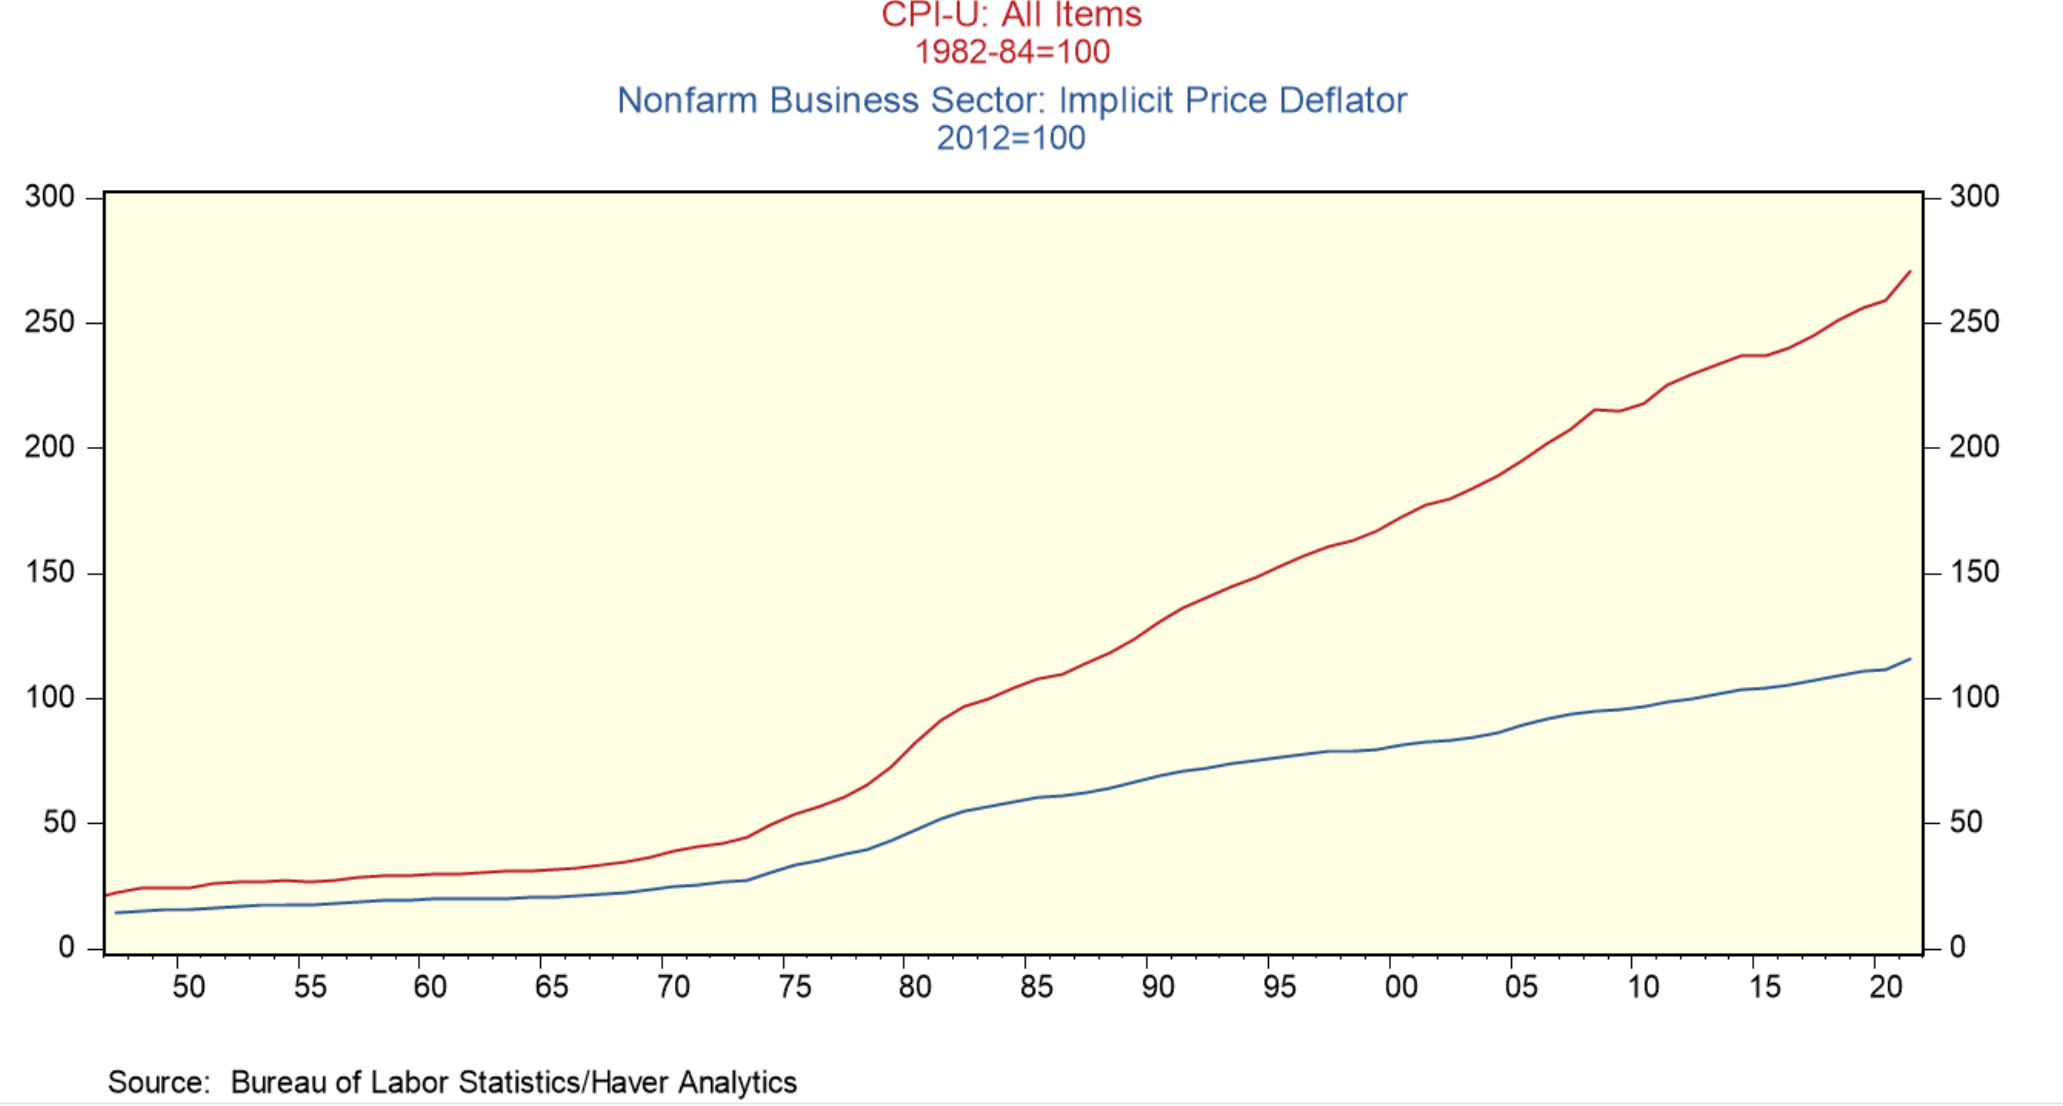 CPI-U: All Items
1982-84=100
Nonfarm Business Sector: Implicit Price Deflator
2012=100
300 300
250 250
200 200
150 150
100 100
50 50
0 0
50 55 60 65 70 75 80 85 90 95 00 05 10 15 20
Source: Bureau of Labor Statistics/Haver Analytics